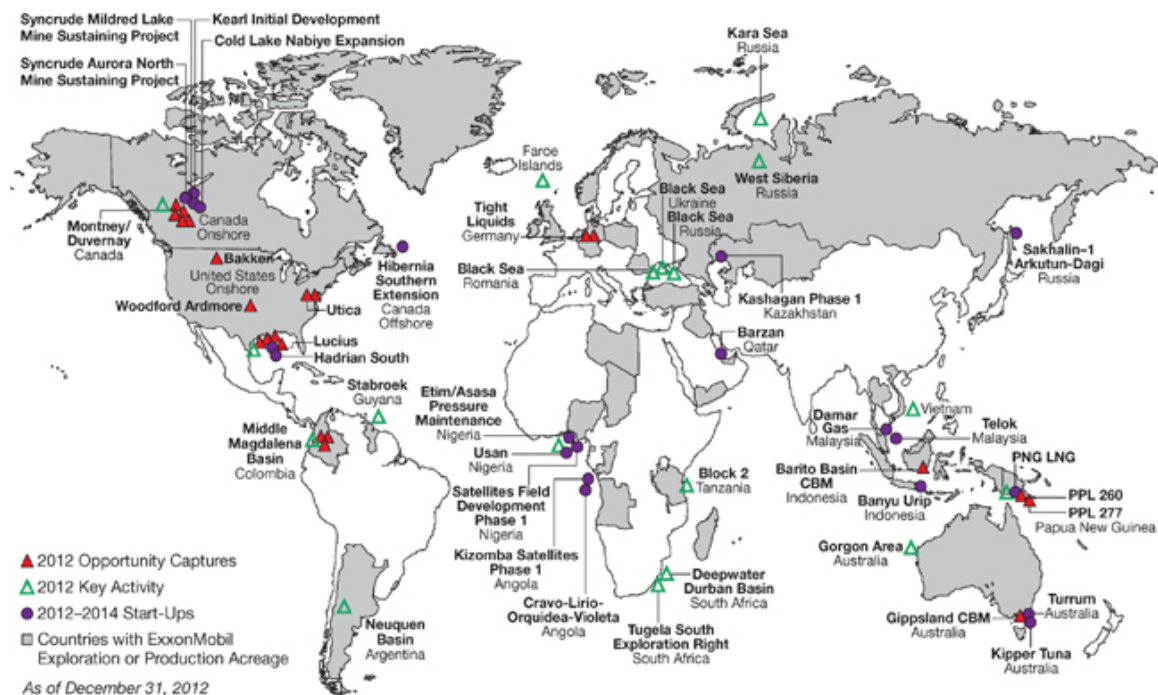 Syncrude Mildred Lake
Mine Sustaining Project
Kearl Initial Development
Cold Lake Nabiye Expansion
Syncrude Aurora North
Mine Sustaining Project
Kara Sea
Russia
Faroe
Islands
West Siberia
Russia
Black Sea
Ukraine
Black Sea
Russia
Tight
Liquids
Germany
Montney/
Duvernay
Canada
Canada
Onshore
Bakken
United States
Onshore
Woodford Ardmore
Utica
Hibernia
Southern
Extension
Canada
Offshore
Black Sea
Romania
Kashagan Phase 1
Kazakhstan
Sakhalin–1
Arkutun-Dagi
Russia
Lucius
Hadrian South
Barzan
Qatar
Stabroek
Guyana
Etim/Asasa
Pressure
Maintenance
Nigeria
Middle
Magdalena
Basin
Colombia
Usan
Nigeria
Satellites Field
Development
Phase 1
Nigeria
Kizomba Satellites
Phase 1
Angola
Cravo-Lirio-
Orquidea-Violeta
Angola
Block 2
Tanzania
Deepwater
Durban Basin
South Africa
Tugela South
Exploration Right
South Africa
Vietnam
Damar
Gas
Malaysia
Telok
Malaysia
PNG LNG
Barito Basin
CBM
Indonesia
Banyu Urip
Indonesia
PPL 260
PPL 277
Papua New Guinea
Gorgon Area
Australia
Gippsland CBM
Australia
Turrum
Australia
Kipper Tuna
Australia
Neuquen
Basin
Argentina
2012 Opportunity Captures
2012 Key Activity
2012–2014 Start-Ups
Countries with ExxonMobil
Exploration or Production Acreage
As of December 31, 2012